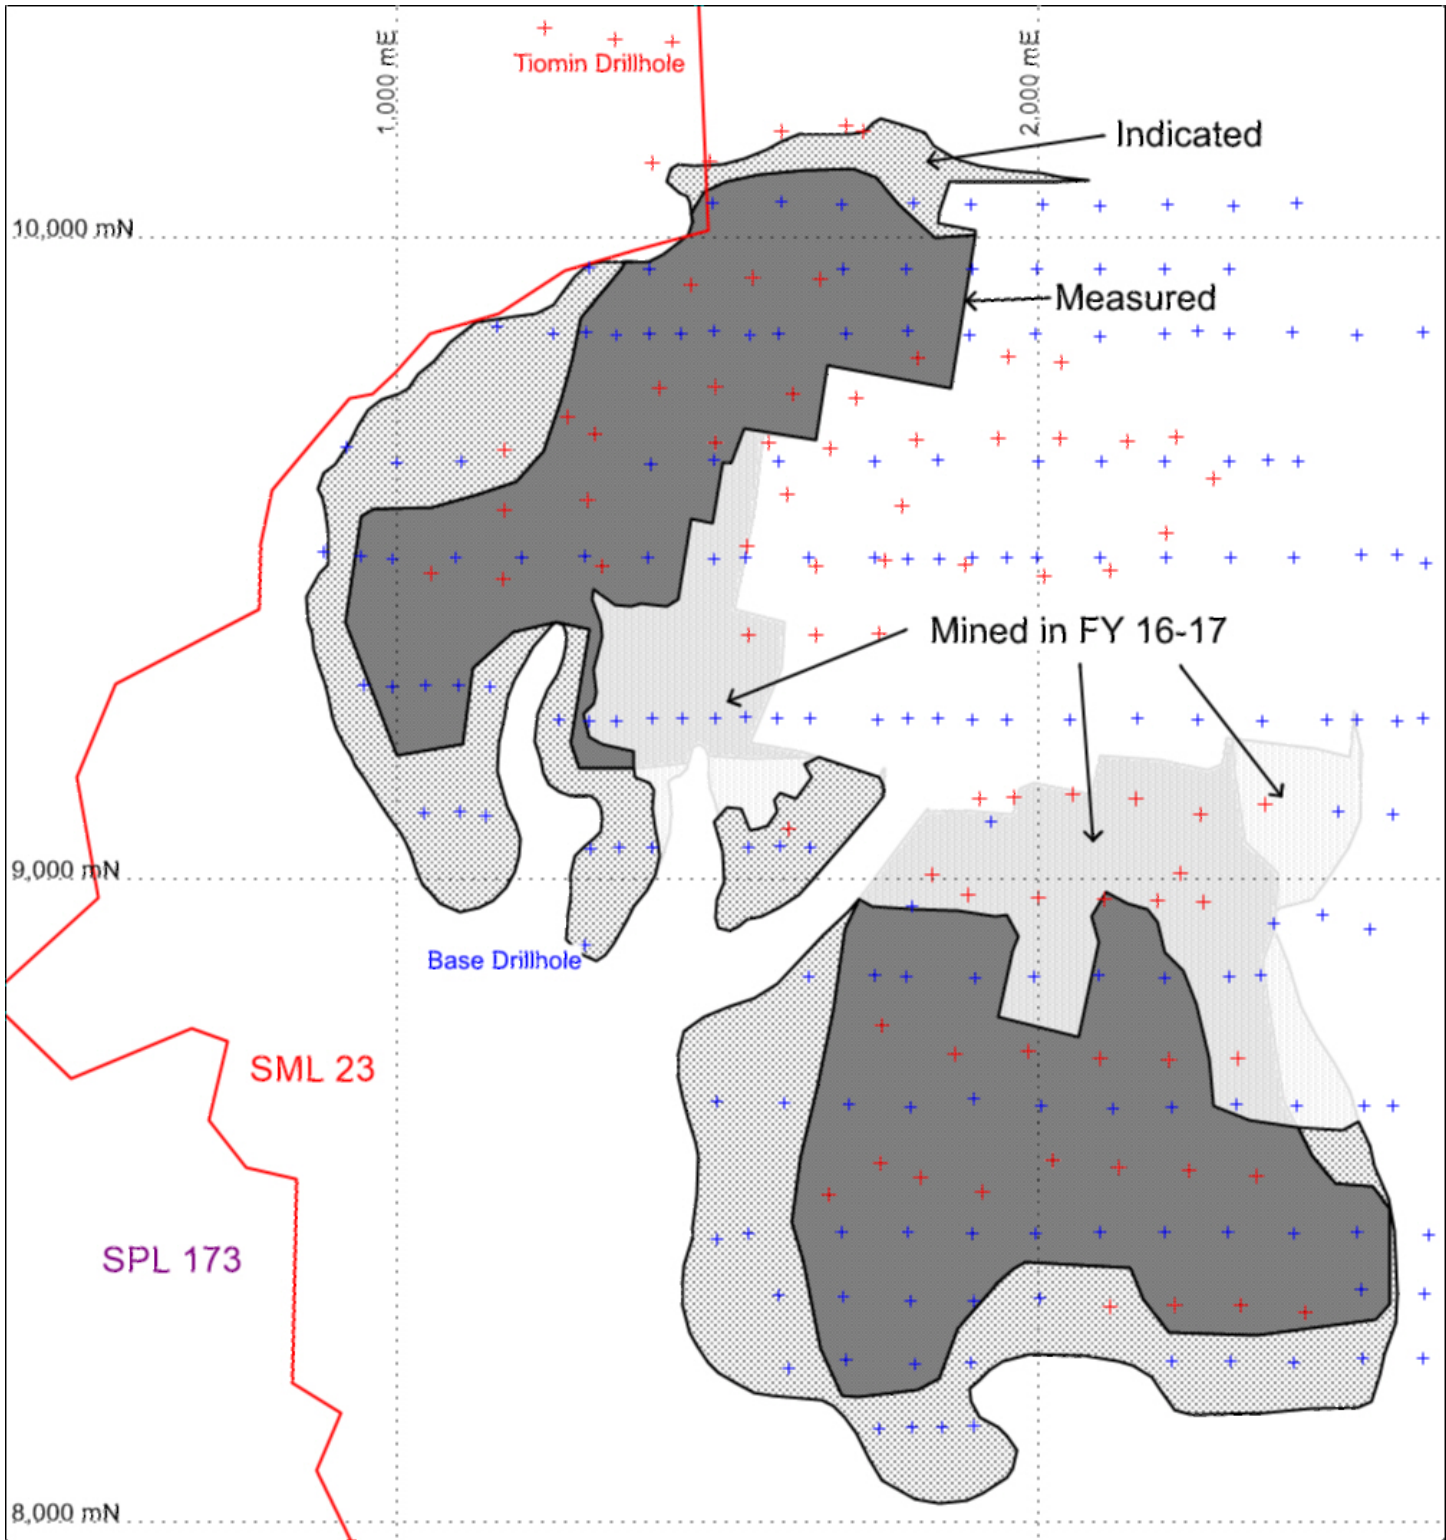 1,000 mE
2,000 mE
Tiomin Drillhole
Indicated
10,000 mN
Measured
Mined in FY 16-17
9,000 mN
Base Drillhole
SML 23
SPL 173
8,000 mN